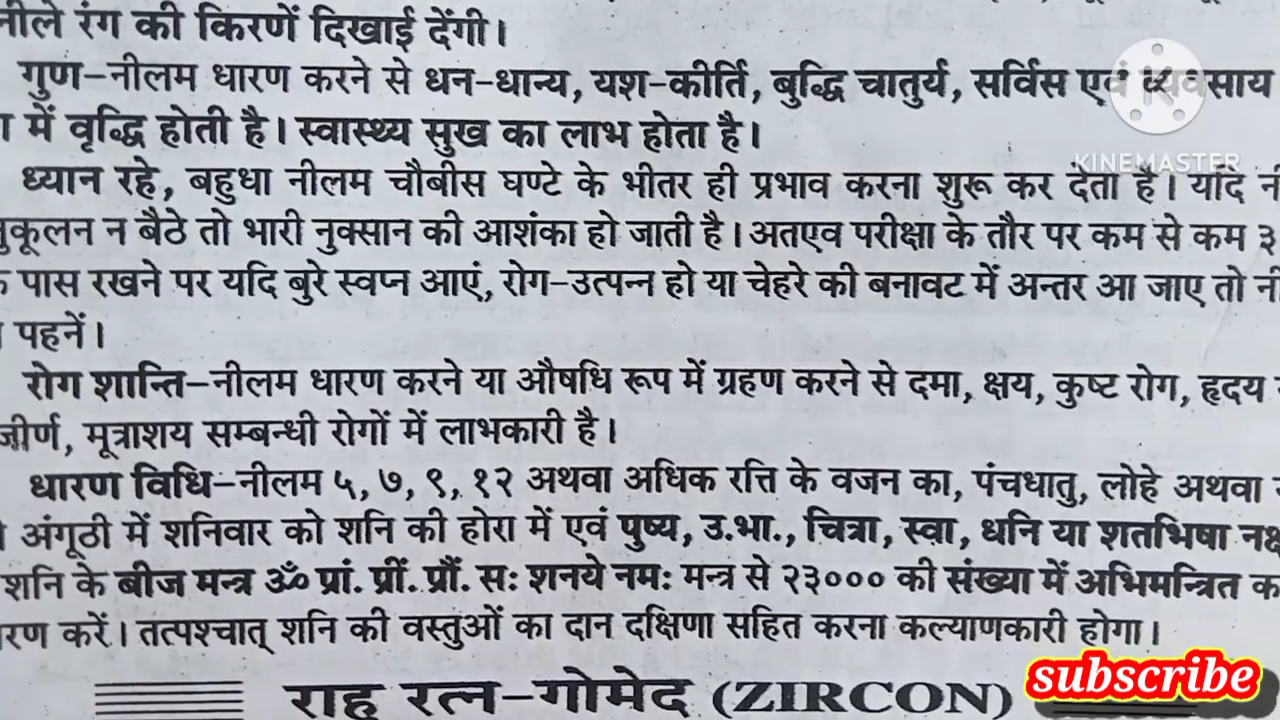 नीले रंग की किरणें दिखाई देंगी।
गुण–नीलम धारण करने से धन-धान्य, यश-कीर्ति, बुद्धि चातुर्य, सर्विस एवं व्यवसाय
में वृद्धि होती है। स्वास्थ्य सुख का लाभ होता है।
KINEMASTER
ध्यान रहे, बहुधा नीलम चौबीस घण्टे के भीतर ही प्रभाव करना शुरू कर देता है। यदि
नुकूलन न बैठे तो भारी नुक्सान की आशंका हो जाती है। अतएव परीक्षा के तौर पर कम से कम ३
पास रखने पर यदि बुरे स्वप्न आएं, रोग-उत्पन्न हो या चेहरे की बनावट में अन्तर आ जाए तो
पहनें।
रोग शान्ति–नीलम धारण करने या औषधि रूप में ग्रहण करने से दमा, क्षय, कुष्ट रोग, हृदय
जीर्ण, मूत्राशय सम्बन्धी रोगों में लाभकारी है।
धारण विधि–नीलम ५, ७, ९, १२ अथवा अधिक रत्ति के वजन का, पंचधातु, लोहे अथवा
अंगूठी में शनिवार को शनि की होरा में एवं पुष्य, उ.भा., चित्रा, स्वा, धनि या शतभिषा नक्ष
शनि के बीज मन्त्र ॐ प्रां. प्रीं. प्रौं. सः शनये नमः मन्त्र से २३००० की संख्या में अभिमन्त्रित क
रण करें। तत्पश्चात् शनि की वस्तुओं का दान दक्षिणा सहित करना कल्याणकारी होगा।
राह रत्न–गोमेद (ZIRCON)
subscribe